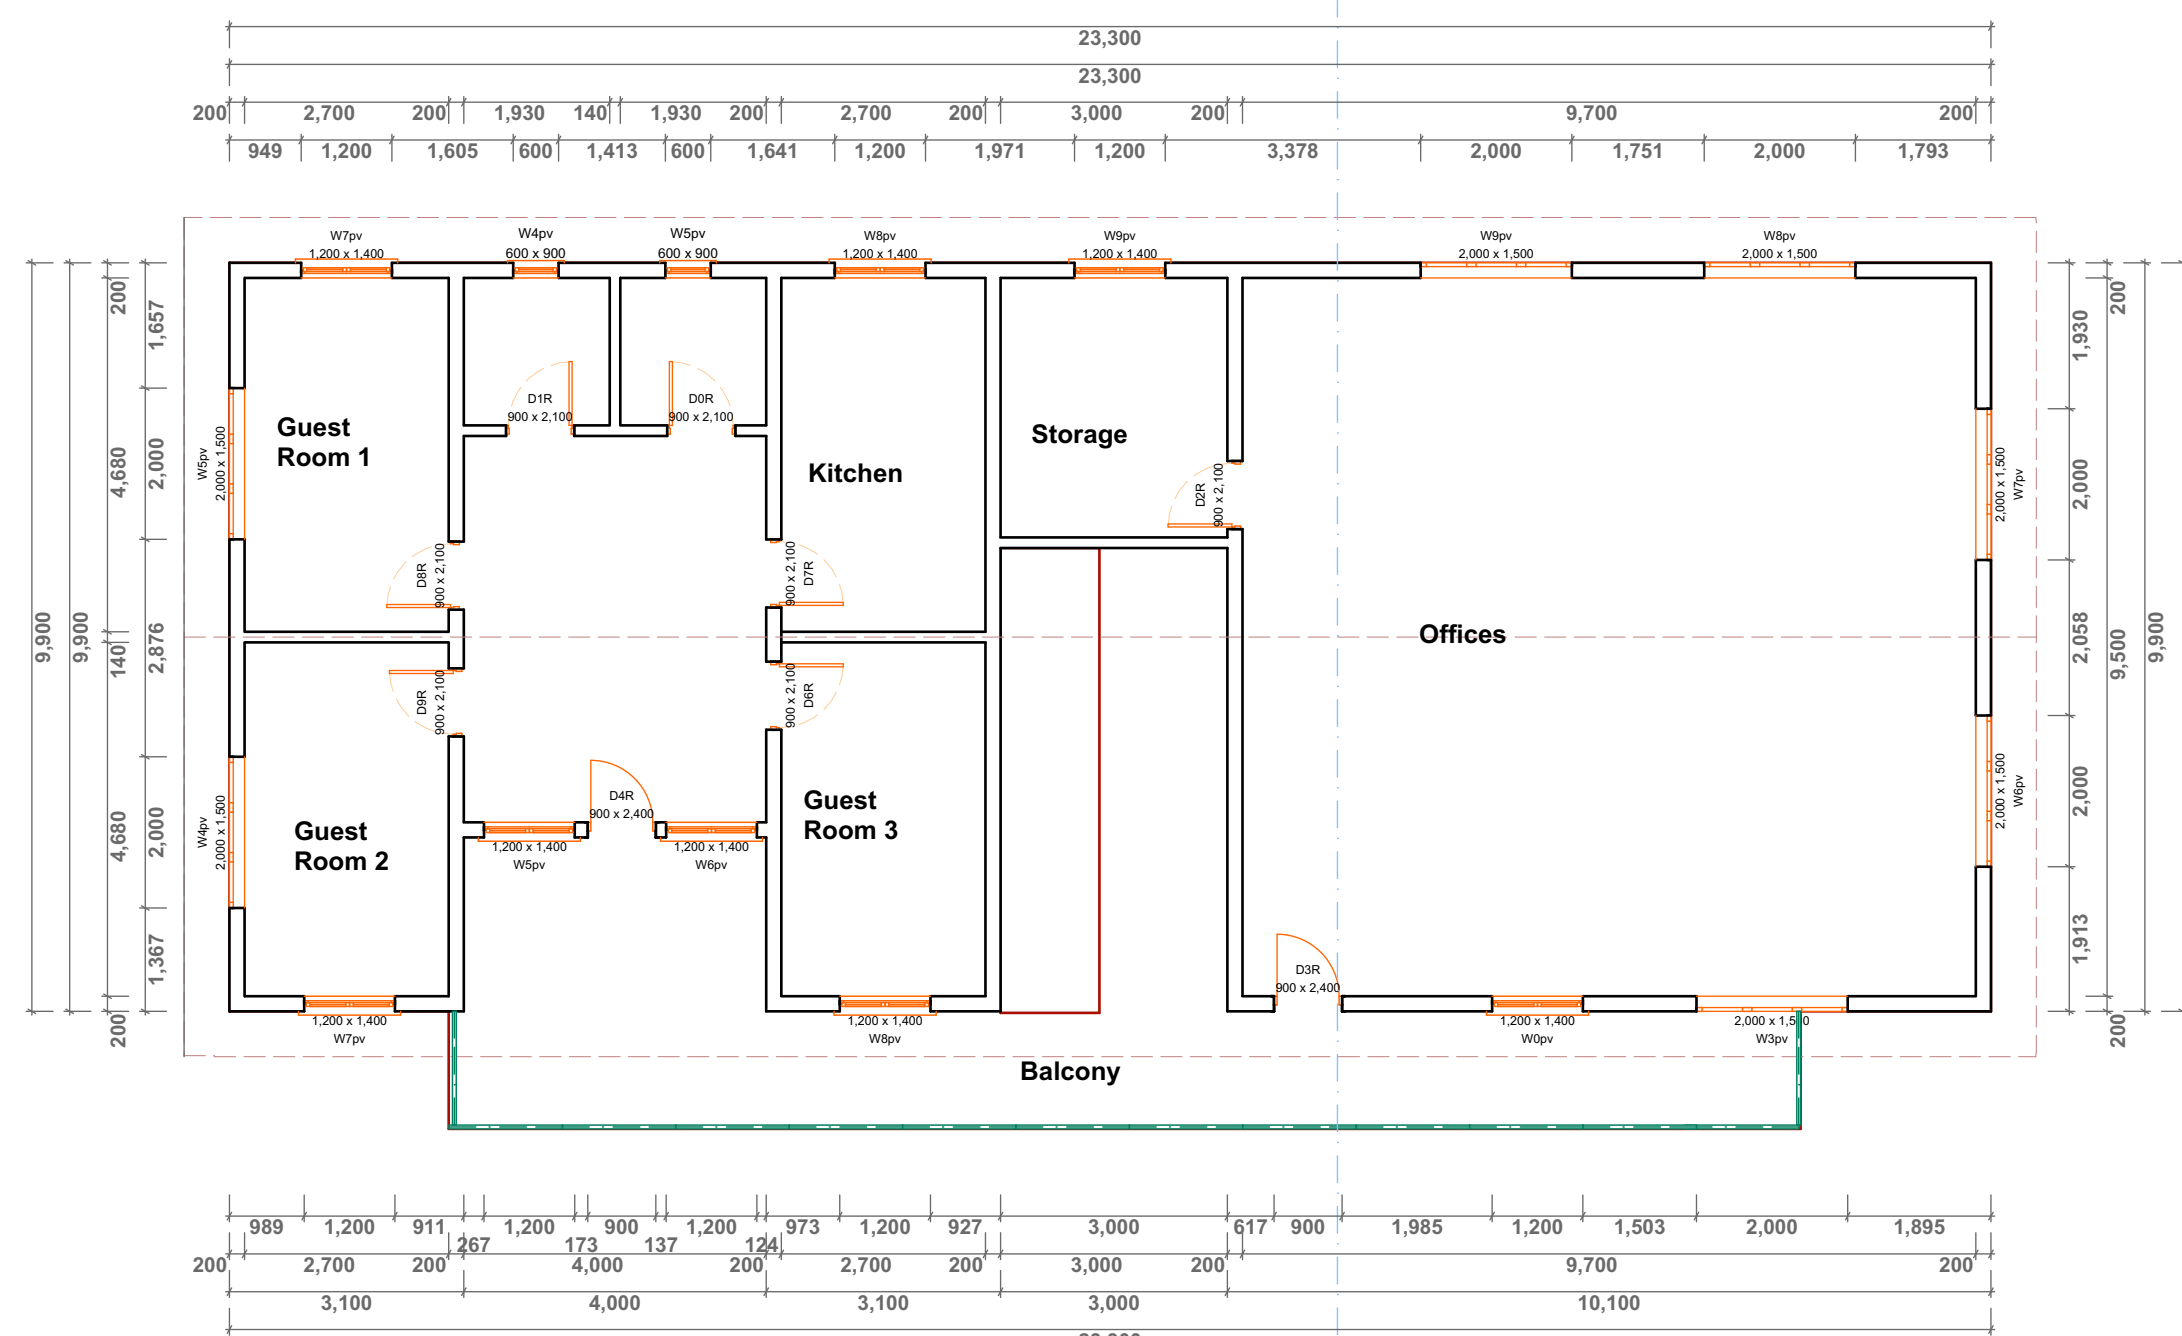 23,300
23,300
200 2,700 200 1,930 140 1,930 200 2,700 200 3,000 200 9,700 200
949 1,200 1,605 600 1,413 600 1,641 1,200 1,971 1,200 3,378 2,000 1,751 2,000 1,793
W7pv W4pv W5pv W8pv W9pv W9pv W8pv
1,200 x 1,400 600 x 900 600 x 900 1,200 x 1,400 1,200 x 1,400 2,000 x 1,500 2,000 x 1,500
9,900
9,900
200
4,680
140
4,680
200
1,657
2,000
2,876
2,000
1,367
W5pv
2,000 x 1,500
W4pv
2,000 x 1,500
Guest
Room 1
D1R
900 x 2,100
D0R
900 x 2,100
Kitchen
Storage
D2R
900 x 2,100
D8R
900 x 2,100
D7R
900 x 2,100
Offices
D9R
900 x 2,100
D6R
900 x 2,100
Guest
Room 2
D4R
900 x 2,400
1,200 x 1,400
W5pv
1,200 x 1,400
W6pv
Guest
Room 3
D3R
900 x 2,400
2,000 x 1,500
W7pv
2,000 x 1,500
W6pv
1,930
2,000
2,058
2,000
1,913
200
9,500
200
9,900
1,200 x 1,400 1,200 x 1,400 1,200 x 1,400 2,000 x 1,500
W7pv W8pv W0pv W3pv
Balcony
989 1,200 911 1,200 900 1,200 973 1,200 927 3,000 617 900 1,985 1,200 1,503 2,000 1,895
267 173 137 124
200 2,700 200 4,000 200 2,700 200 3,000 200 9,700 200
3,100 4,000 3,100 3,000 10,100